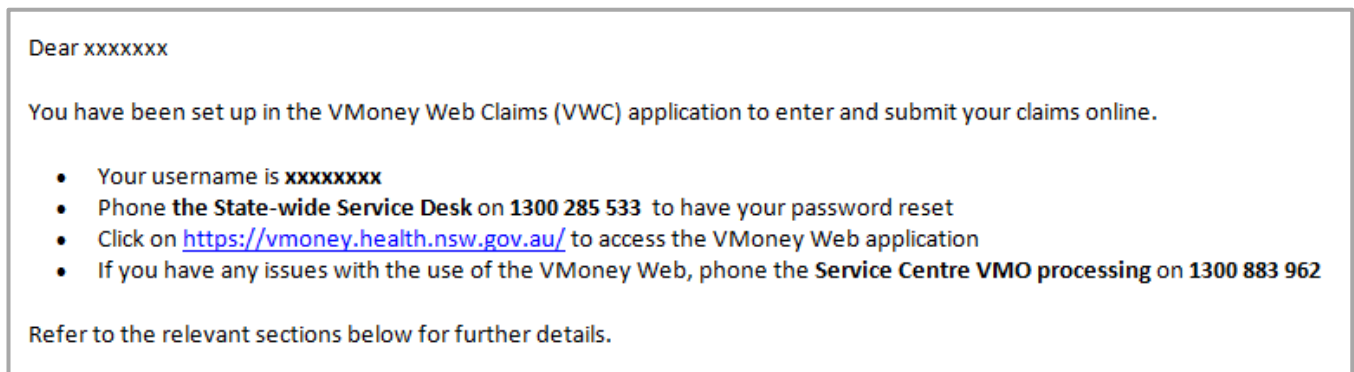 Dear xxxxxxx
You have been set up in the VMoney Web Claims (VWC) application to enter and submit your claims online.
• Your username is xxxxxxxx
• Phone the State-wide Service Desk on 1300 285 533 to have your password reset
• Click on https://vmoney.health.nsw.gov.au/ to access the VMoney Web application
• If you have any issues with the use of the VMoney Web, phone the Service Centre VMO processing on 1300 883 962
Refer to the relevant sections below for further details.